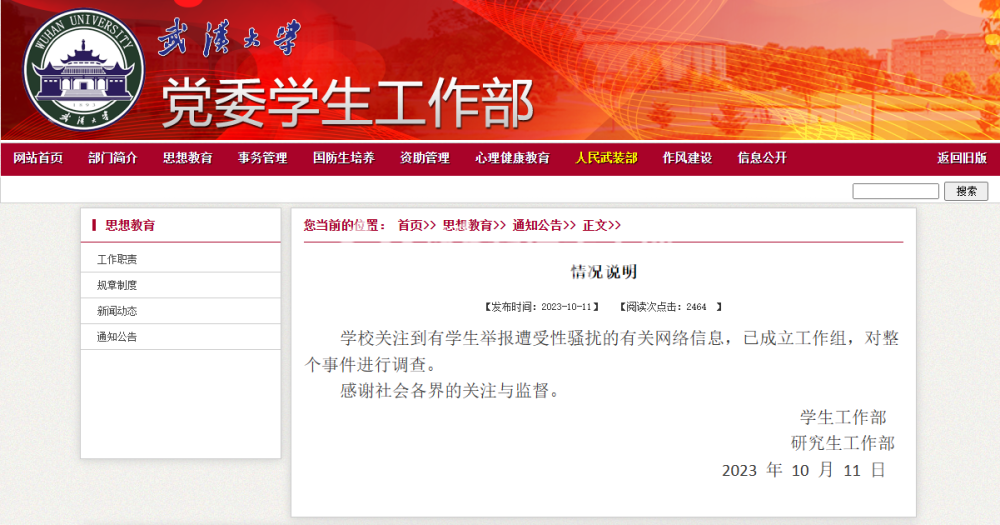 WUHAN UNIVERSITY
1893
武汉大学
武漢大学
党委学生工作部
网站首页 部门简介 思想教育 事务管理 国防生培养 资助管理 心理健康教育 人民武装部 作风建设 信息公开 返回旧版
搜索
思想教育
工作职责
规章制度
新闻动态
通知公告
您当前的位置： 首页>> 思想教育>> 通知公告>> 正文>>
情况说明
【发布时间：2023-10-11】 【阅读次点击：2464 】
学校关注到有学生举报遭受性骚扰的有关网络信息，已成立工作组，对整
个事件进行调查。
感谢社会各界的关注与监督。
学生工作部
研究生工作部
2023 年 10 月 11 日